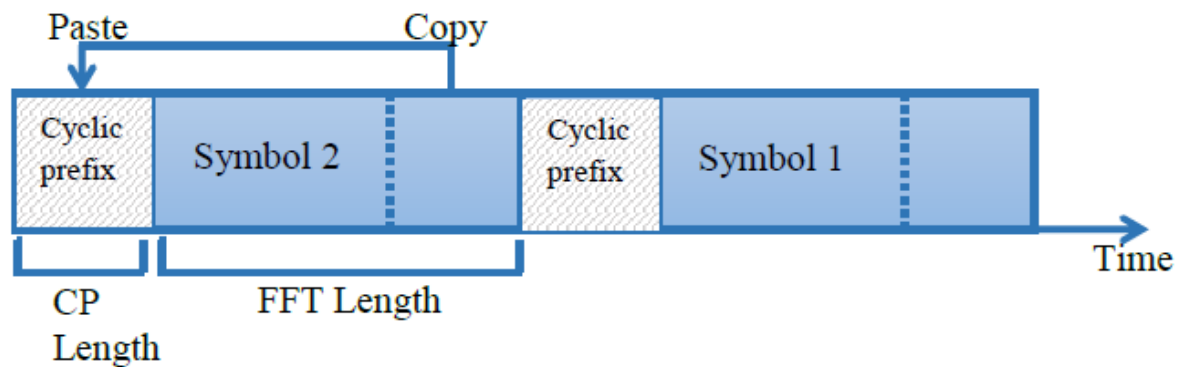 Paste Copy
Cyclic
prefix
Symbol 2
Cyclic
prefix
Symbol 1
Time
CP
Length
FFT Length